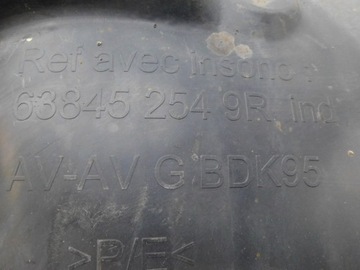 Ref avec insono :
63845 254 9R ind
AV-AV G BDK95
>P/E<